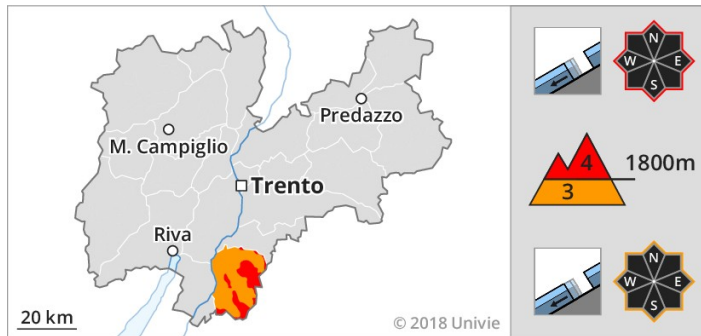 Predazzo
M. Campiglio
Trento
Riva
20 km
© 2018 Univie
N
W E
S
4 1800m
3
N
W E
S